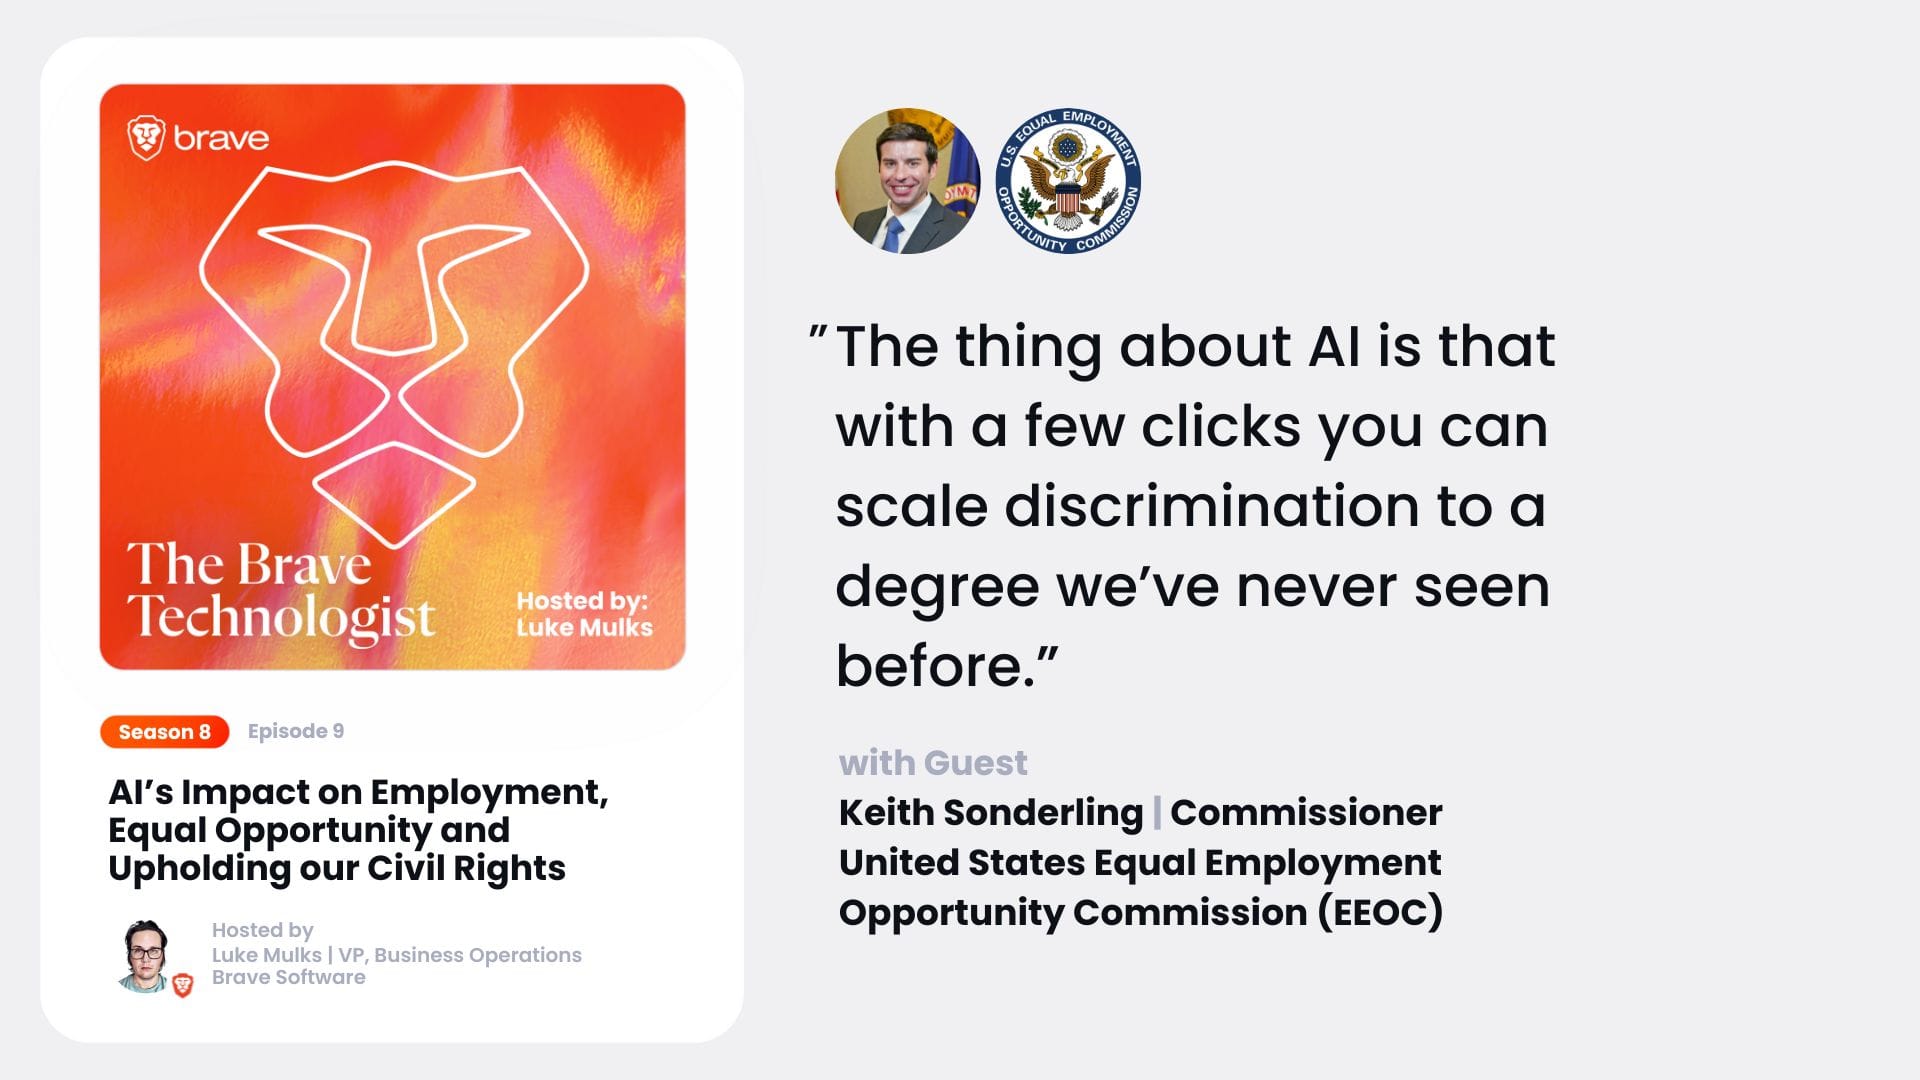 brave
The Brave
Technologist
Hosted by:
Luke Mulks
Season 8
Episode 9
AI’s Impact on Employment,
Equal Opportunity and
Upholding our Civil Rights
Hosted by
Luke Mulks | VP, Business Operations
Brave Software
U.S. EQUAL EMPLOYMENT
OPPORTUNITY COMMISSION
”The thing about AI is that
with a few clicks you can
scale discrimination to a
degree we’ve never seen
before.”
with Guest
Keith Sonderling | Commissioner
United States Equal Employment
Opportunity Commission (EEOC)